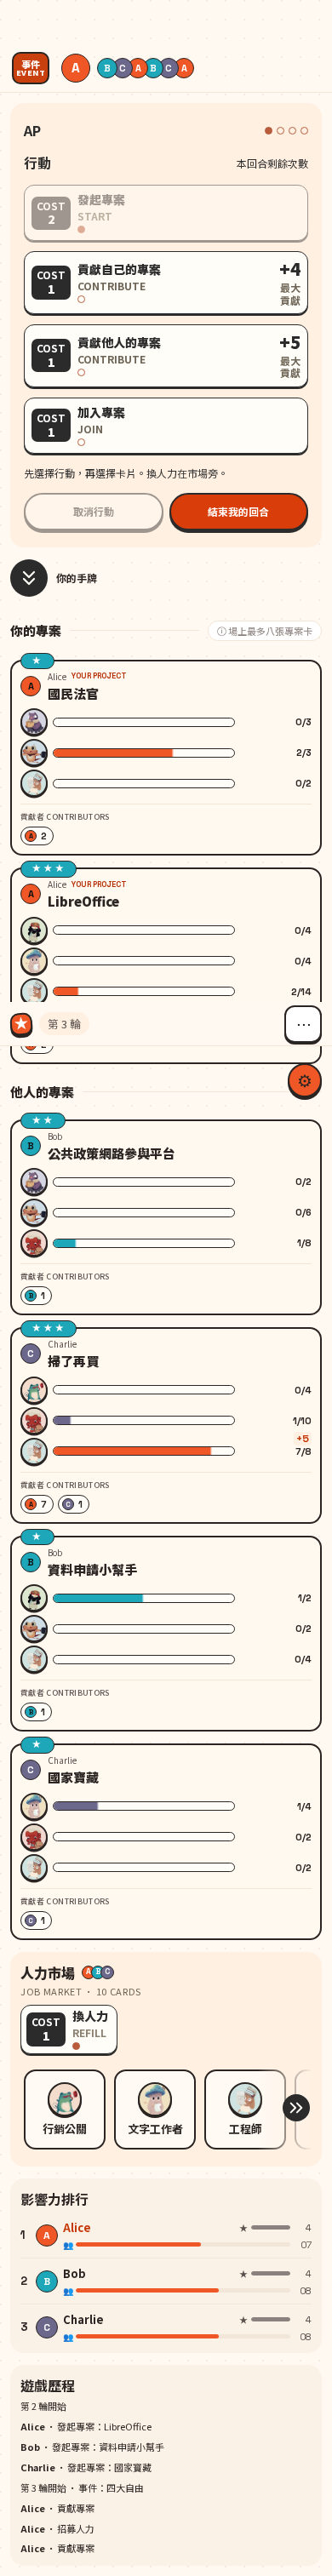 事件
EVENT
A
B C A B C A
AP
行動
本回合剩餘次數
COST
2
發起專案
START
COST
1
貢獻自己的專案
CONTRIBUTE
+4
最大
貢獻
COST
1
貢獻他人的專案
CONTRIBUTE
+5
最大
貢獻
COST
1
加入專案
JOIN
先選擇行動，再選擇卡片。換人力在市場旁。
取消行動
結束我的回合
你的手牌
你的專案
ⓘ 場上最多八張專案卡
★
A
Alice YOUR PROJECT
國民法官
0/3
2/3
0/2
貢獻者 CONTRIBUTORS
A 2
★ ★ ★
A
Alice YOUR PROJECT
LibreOffice
0/4
0/4
2/14
第 3 輪
⋯
他人的專案
★ ★
B
Bob
公共政策網路參與平台
0/2
0/6
1/8
貢獻者 CONTRIBUTORS
B 1
★ ★ ★
C
Charlie
掃了再買
0/4
1/10
+5
7/8
貢獻者 CONTRIBUTORS
A 7
C 1
★
B
Bob
資料申請小幫手
1/2
0/2
0/4
貢獻者 CONTRIBUTORS
B 1
★
C
Charlie
國家寶藏
1/4
0/2
0/2
貢獻者 CONTRIBUTORS
C 1
人力市場
A B C
JOB MARKET · 10 CARDS
COST
1
換人力
REFILL
行銷公關
文字工作者
工程師
影響力排行
1 A Alice ★ 4
07
2 B Bob ★ 4
08
3 C Charlie ★ 4
08
遊戲歷程
第 2 輪開始
Alice · 發起專案：LibreOffice
Bob · 發起專案：資料申請小幫手
Charlie · 發起專案：國家寶藏
第 3 輪開始 · 事件：四大自由
Alice · 貢獻專案
Alice · 招募人力
Alice · 貢獻專案